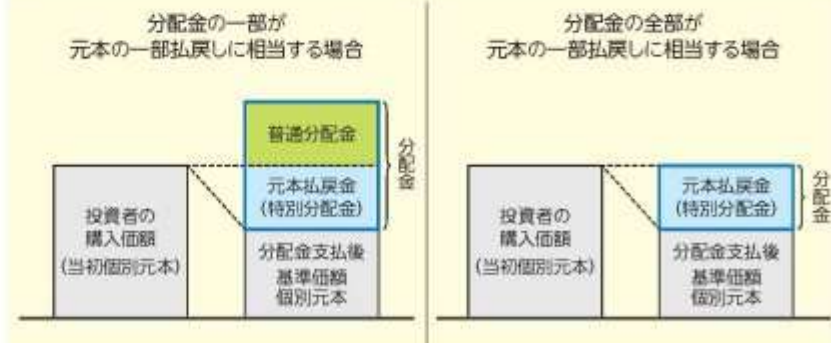 分配金の一部が
元本の一部払戻しに相当する場合
普通分配金
元本払戻金
(特別分配金)
分配金
投資者の
購入価額
(当初個別元本)
分配金支払後
基準価額
個別元本
分配金の全部が
元本の一部払戻しに相当する場合
元本払戻金
(特別分配金)
分配金
投資者の
購入価額
(当初個別元本)
分配金支払後
基準価額
個別元本